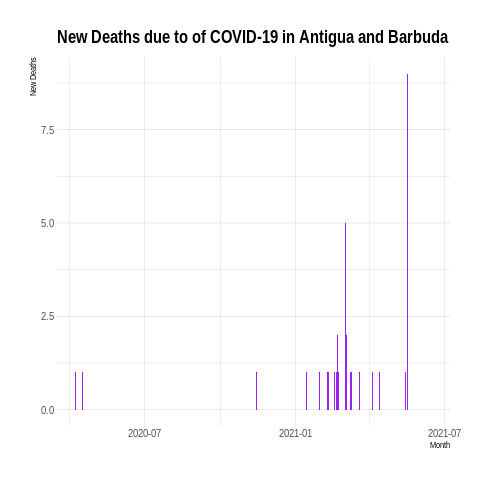 New Deaths due to of COVID-19 in Antigua and Barbuda
New Deaths
7.5
5.0
2.5
0.0
2020-07
2021-01
2021-07
Month